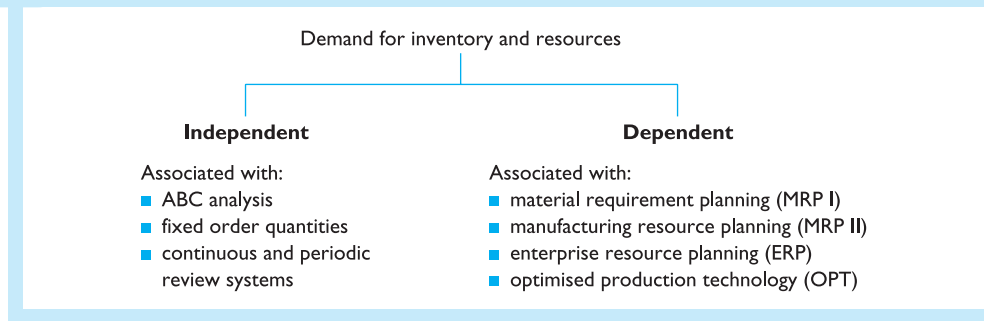 Demand for inventory and resources
Independent
Associated with:
■ ABC analysis
■ fixed order quantities
■ continuous and periodic
review systems
Dependent
Associated with:
■ material requirement planning (MRP I)
■ manufacturing resource planning (MRP II)
■ enterprise resource planning (ERP)
■ optimised production technology (OPT)